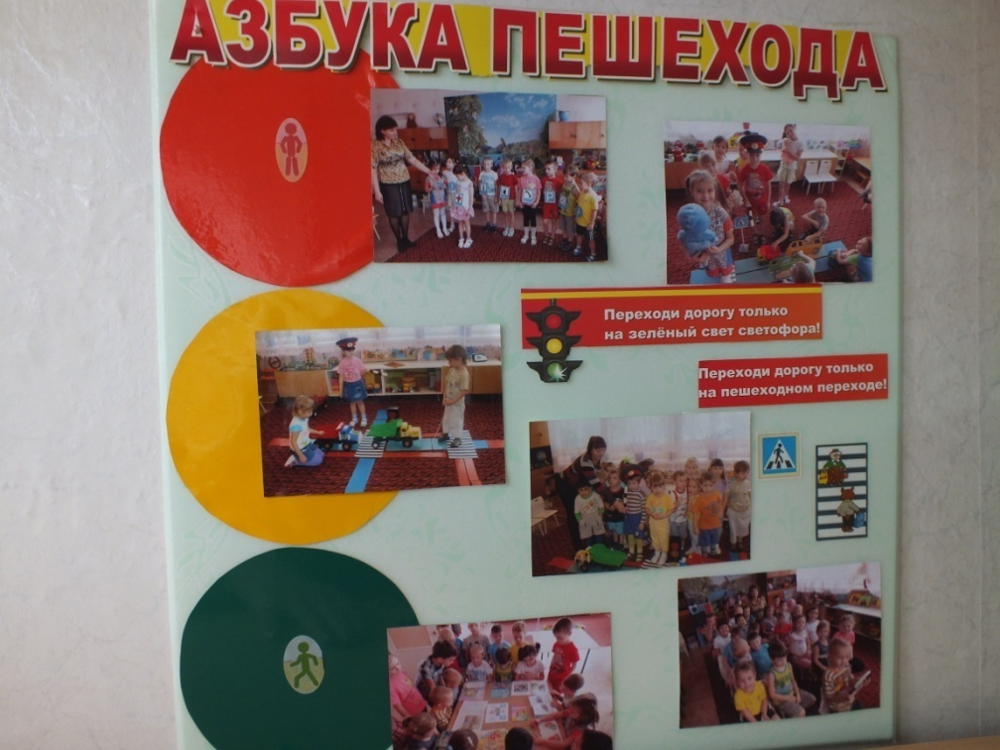 АЗБУКА ПЕШЕХОДА
Переходи дорогу только
на зелёный свет светофора!
Переходи дорогу только
на пешеходном переходе!